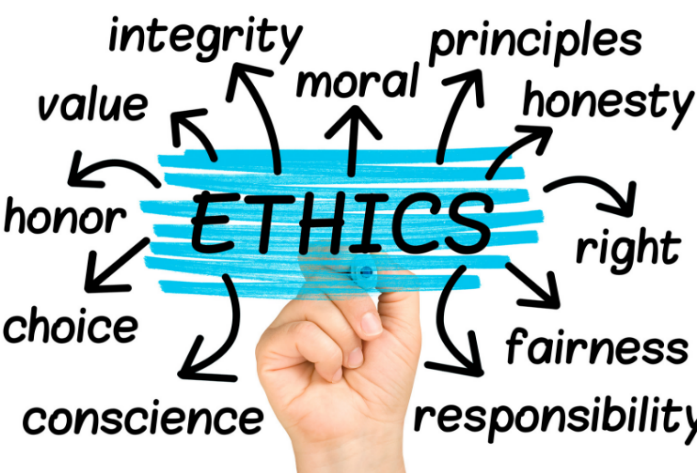 integrity
principles
moral
value
honesty
honor
ETHICS
right
choice
fairness
conscience
responsibility